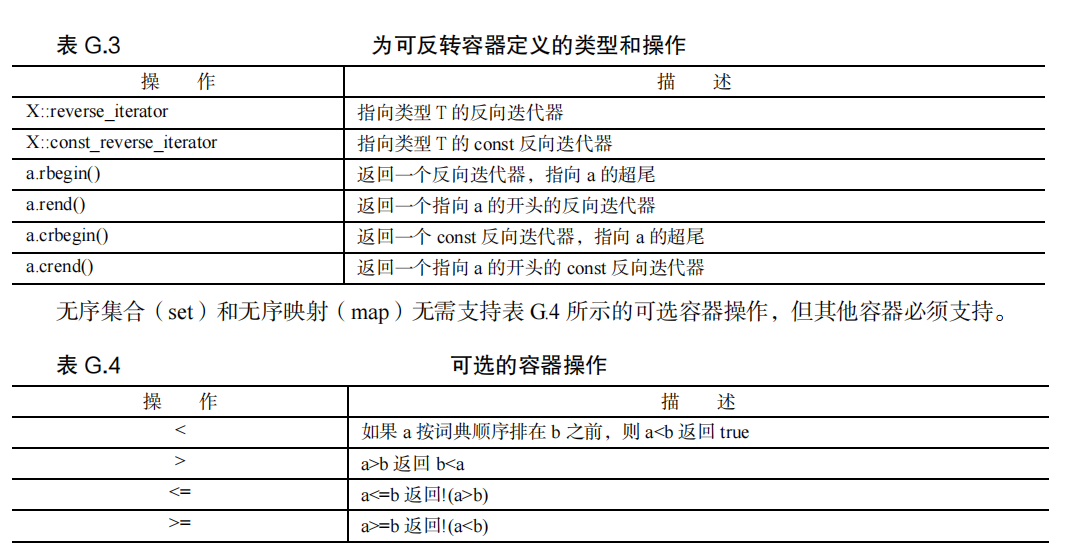 表 G.3 为可反转容器定义的类型和操作
操 作 描 述
X::reverse_iterator 指向类型 T 的反向迭代器
X::const_reverse_iterator 指向类型 T 的 const 反向迭代器
a.rbegin() 返回一个反向迭代器，指向 a 的超尾
a.rend() 返回一个指向 a 的开头的反向迭代器
a.crbegin() 返回一个 const 反向迭代器，指向 a 的超尾
a.crend() 返回一个指向 a 的开头的 const 反向迭代器
无序集合（set）和无序映射（map）无需支持表 G.4 所示的可选容器操作，但其他容器必须支持。
表 G.4 可选的容器操作
操 作 描 述
< 如果 a 按词典顺序排在 b 之前，则 a<b 返回 true
> a>b 返回 b<a
<= a<=b 返回!(a>b)
>= a>=b 返回!(a<b)